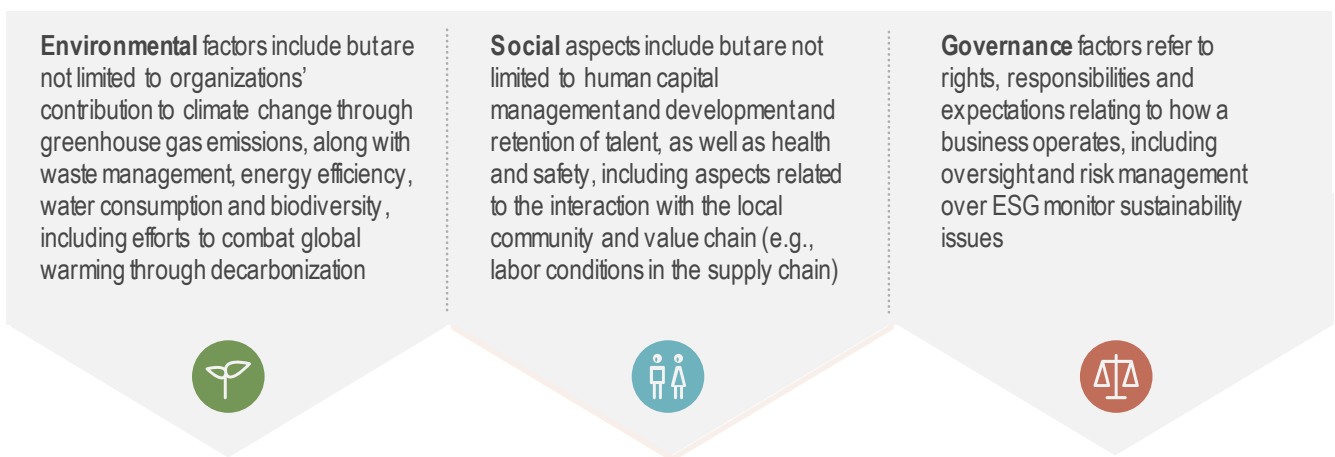 Environmental factors include but are
not limited to organizations'
contribution to climate change through
greenhouse gas emissions, along with
waste management, energy efficiency,
water consumption and biodiversity,
including efforts to combat global
warming through decarbonization
Social aspects include but are not
limited to human capital
management and development and
retention of talent, as well as health
and safety, including aspects related
to the interaction with the local
community and value chain (e.g.,
labor conditions in the supply chain)
Governance factors refer to
rights, responsibilities and
expectations relating to how a
business operates, including
oversight and risk management
over ESG monitor sustainability
issues